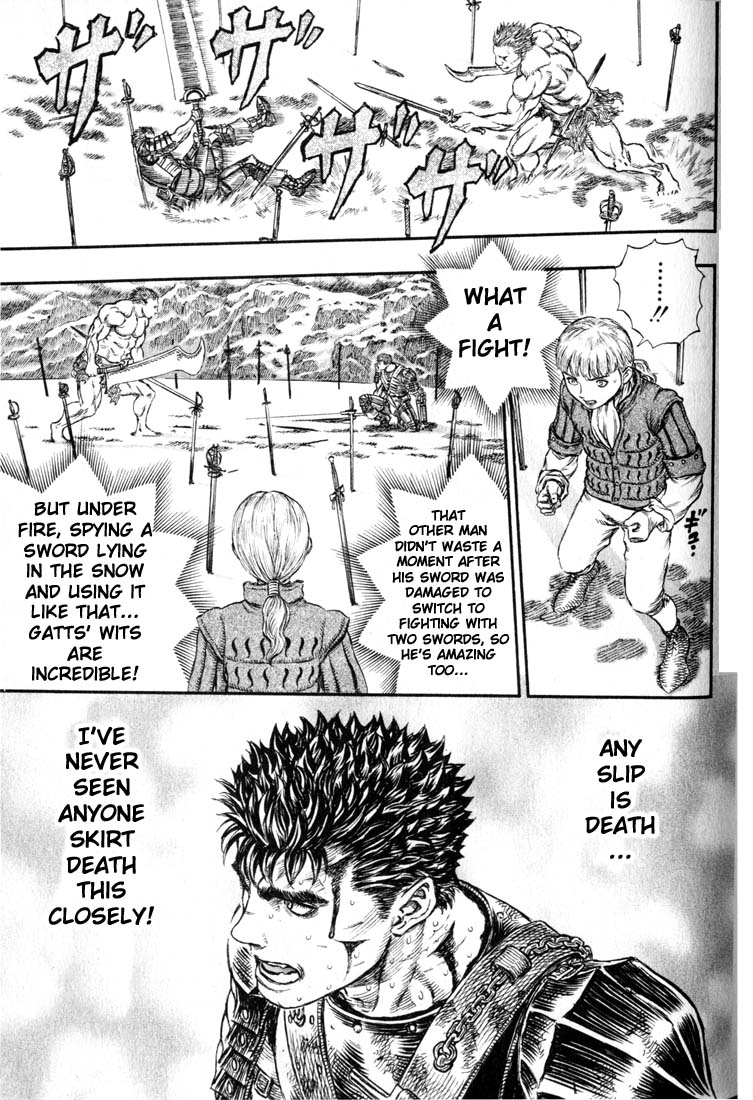 ザザザザ
......!!
WHAT
A
FIGHT!
ギュ..
THAT
OTHER MAN
DIDN'T WASTE A
MOMENT AFTER
HIS SWORD WAS
DAMAGED TO
SWITCH TO
FIGHTING WITH
TWO SWORDS, SO
HE'S AMAZING
TOO...
BUT UNDER
FIRE, SPYING A
SWORD LYING
IN THE SNOW
AND USING IT
LIKE THAT...
GATTS' WITS
ARE
INCREDIBLE!
ANY
SLIP
IS
DEATH
...
I'VE
NEVER
SEEN
ANYONE
SKIRT
DEATH
THIS
CLOSELY!